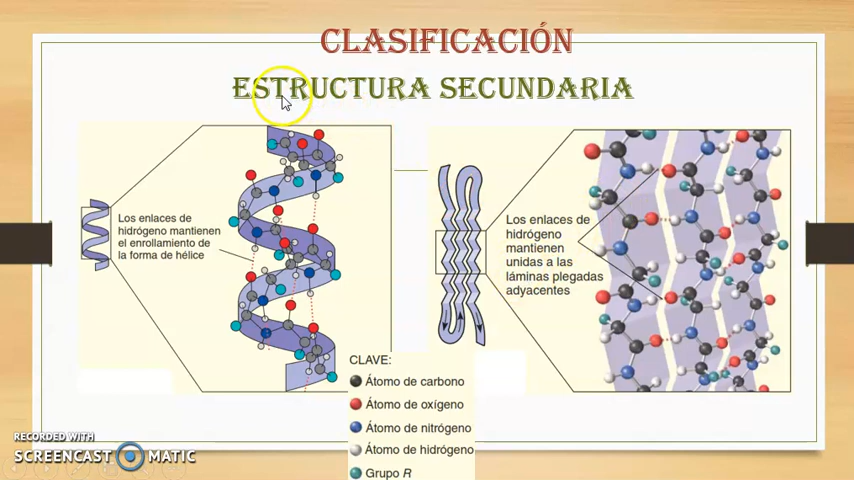 CLASIFICACIÓN
ESTRUCTURA SECUNDARIA
Los enlaces de
hidrógeno mantienen
el enrollamiento de
la forma de hélice
Los enlaces de
hidrógeno
mantienen
unidas a las
láminas plegadas
adyacentes
CLAVE:
Átomo de carbono
Átomo de oxígeno
Átomo de nitrógeno
Átomo de hidrógeno
Grupo R
RECORDED WITH
SCREENCAST MATIC